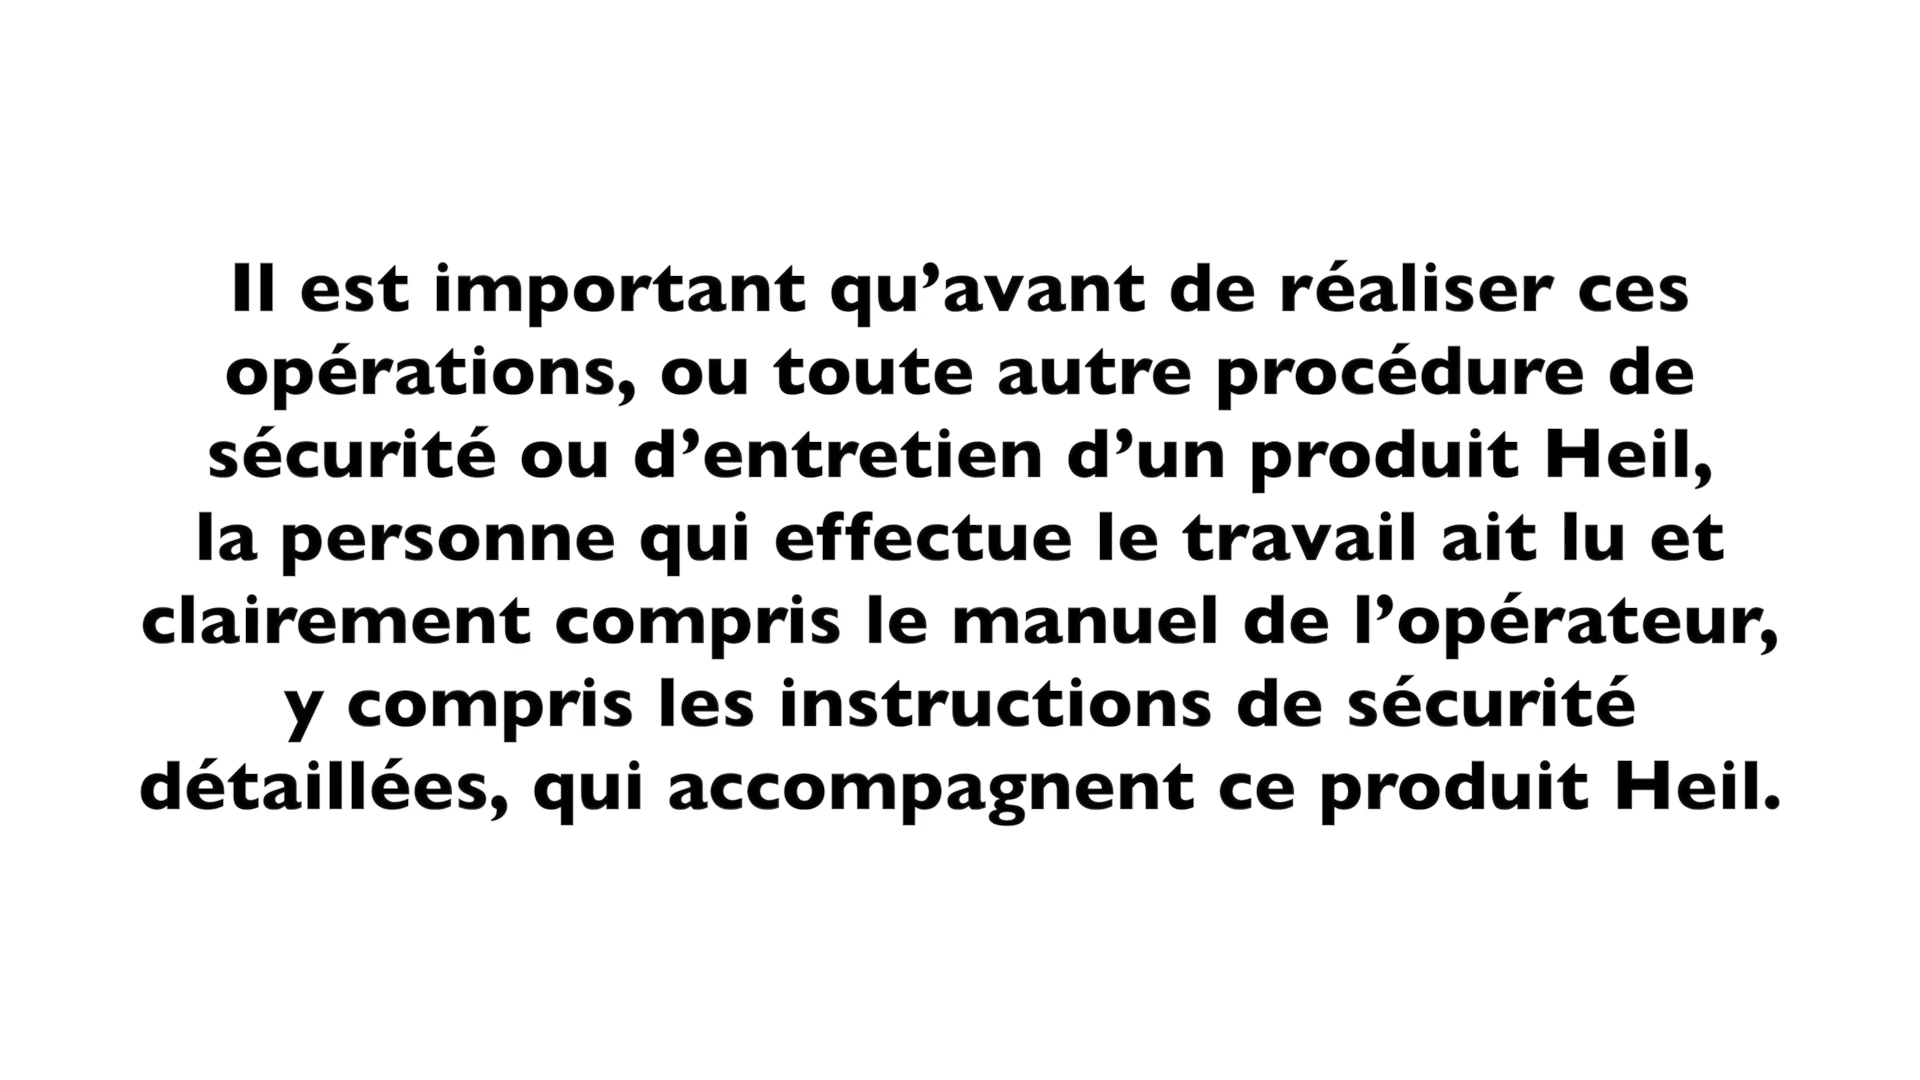 Il est important qu’avant de réaliser ces
opérations, ou toute autre procédure de
sécurité ou d’entretien d’un produit Heil,
la personne qui effectue le travail ait lu et
clairement compris le manuel de l’opérateur,
y compris les instructions de sécurité
détaillées, qui accompagnent ce produit Heil.